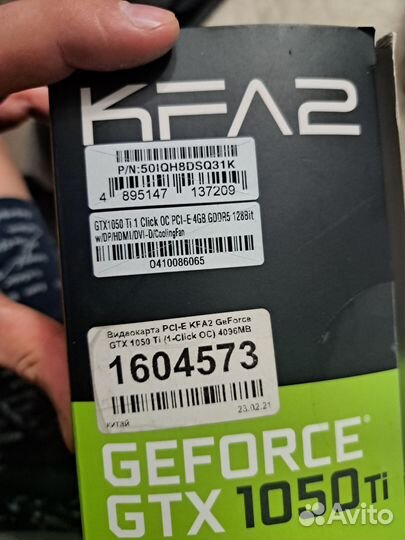 KFA2
P/N:50IQH8DSQ31K
4 895147 137209
GTX1050 Ti 1 Click OC PCI-E 4GB GDDR5 128Bit
w/DP/HDMI/DVI-D/CoolingFan
0410086065
Видеокарта PCI-E KFA2 GeForce
GTX 1050 Ti (1-Click OC) 4096MB
1604573
китай 23.02.21
GEFORCE®
GTX 1050 Ti
Avito